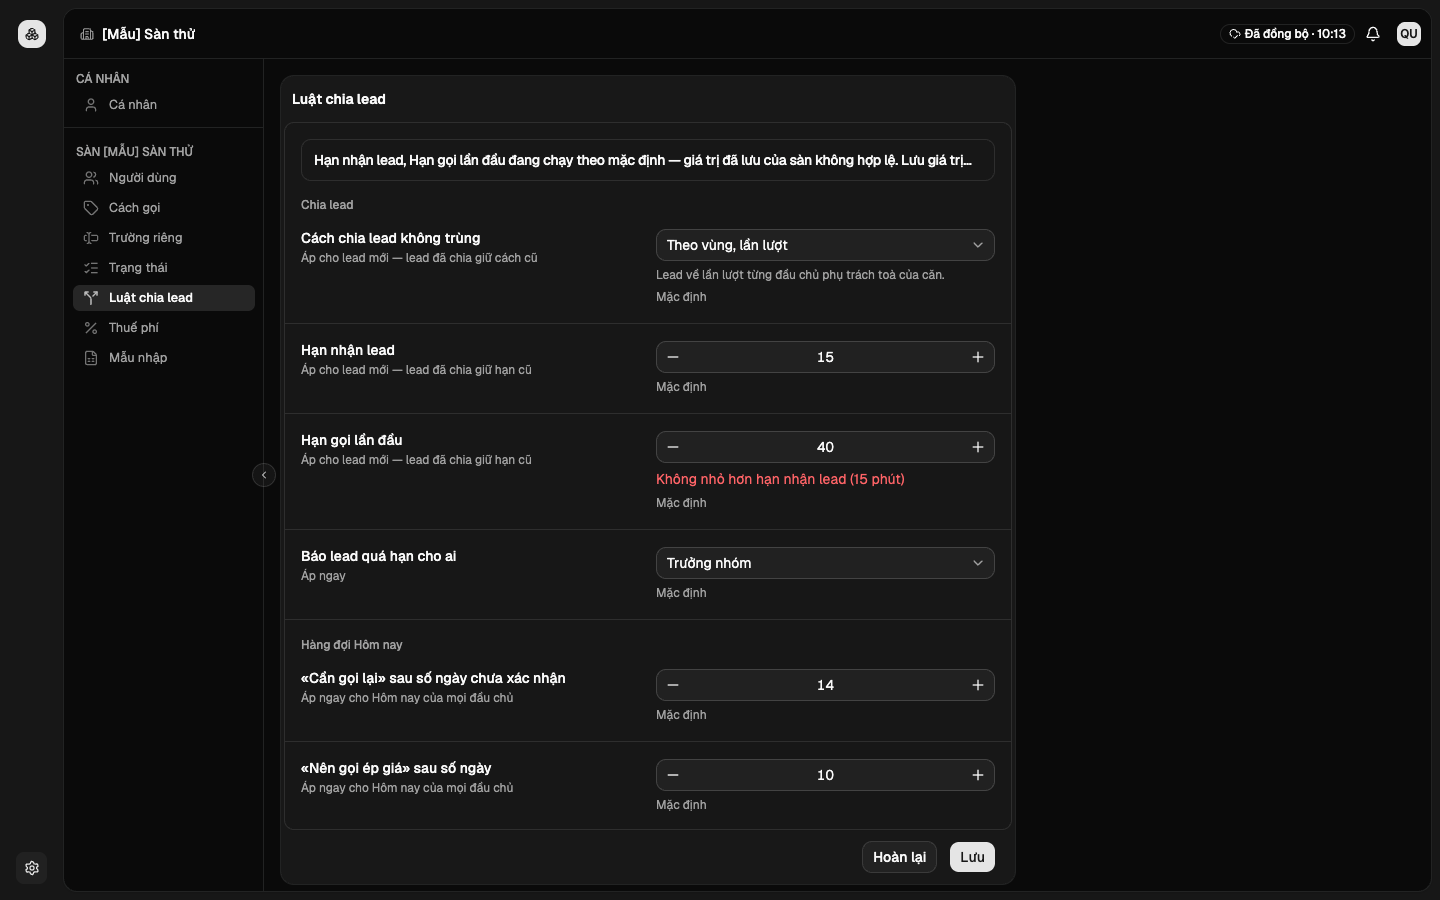 [Mẫu] Sàn thử
Đã đồng bộ · 10:13
QU
CÁ NHÂN
Cá nhân
SÀN [MẪU] SÀN THỬ
Người dùng
Cách gọi
Trường riêng
Trạng thái
Luật chia lead
Thuế phí
Mẫu nhập
Luật chia lead
Hạn nhận lead, Hạn gọi lần đầu đang chạy theo mặc định — giá trị đã lưu của sàn không hợp lệ. Lưu giá trị...
Chia lead
Cách chia lead không trùng
Áp cho lead mới — lead đã chia giữ cách cũ
Theo vùng, lần lượt
Lead về lần lượt từng đầu chủ phụ trách toà của căn.
Mặc định
Hạn nhận lead
Áp cho lead mới — lead đã chia giữ hạn cũ
15
Mặc định
Hạn gọi lần đầu
Áp cho lead mới — lead đã chia giữ hạn cũ
40
Không nhỏ hơn hạn nhận lead (15 phút)
Mặc định
Báo lead quá hạn cho ai
Áp ngay
Trưởng nhóm
Mặc định
Hàng đợi Hôm nay
«Cần gọi lại» sau số ngày chưa xác nhận
Áp ngay cho Hôm nay của mọi đầu chủ
14
Mặc định
«Nên gọi ép giá» sau số ngày
Áp ngay cho Hôm nay của mọi đầu chủ
10
Mặc định
Hoàn lại
Lưu